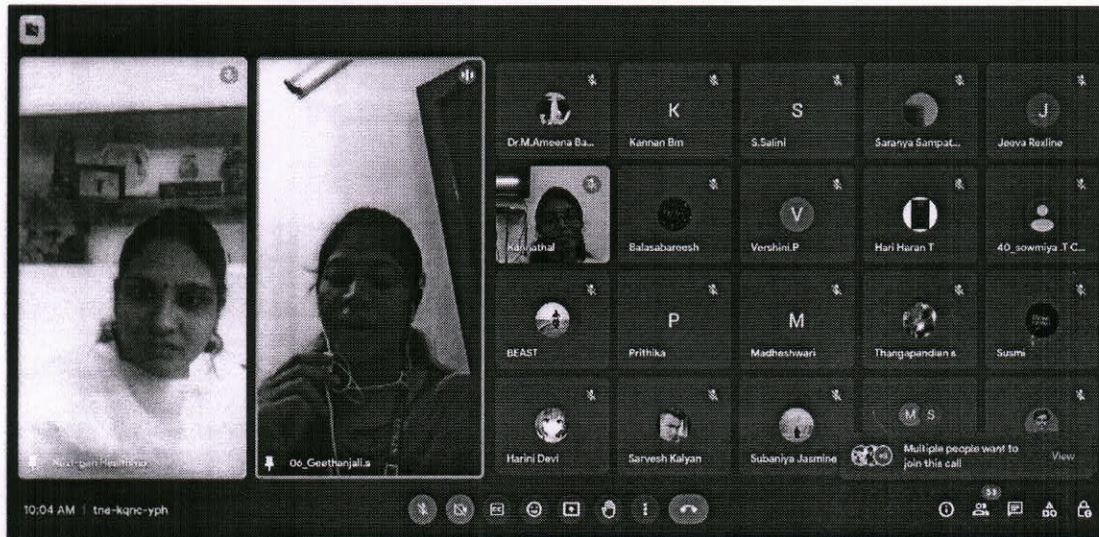 Dr.M.Ameena Ba...
K
Kannan Bm
S
S.Salini
Saranya Sampat...
J
Jeeva Rexline
Kannathal
Balasabareesh
V
Vershini.P
Hari Haran T
40_sowmiya .T C...
BEAST
P
Prithika
M
Madheshwari
Thangapandian s
Susmi
Harini Devi
Sarvesh Kalyan
Subaniya Jasmine
M S
Multiple people want to
join this call
View
06_Geethanjali.s
10:04 AM | tne-kqnc-yph
53